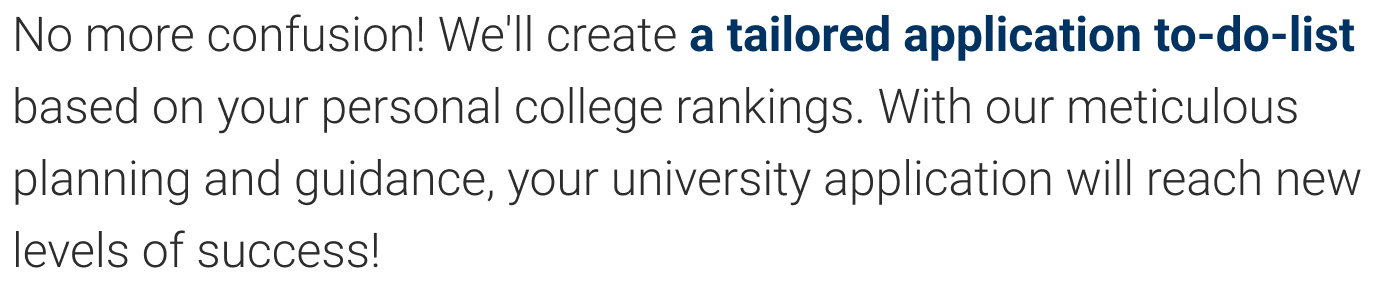 No more confusion! We'll create a tailored application to-do-list
based on your personal college rankings. With our meticulous
planning and guidance, your university application will reach new
levels of success!